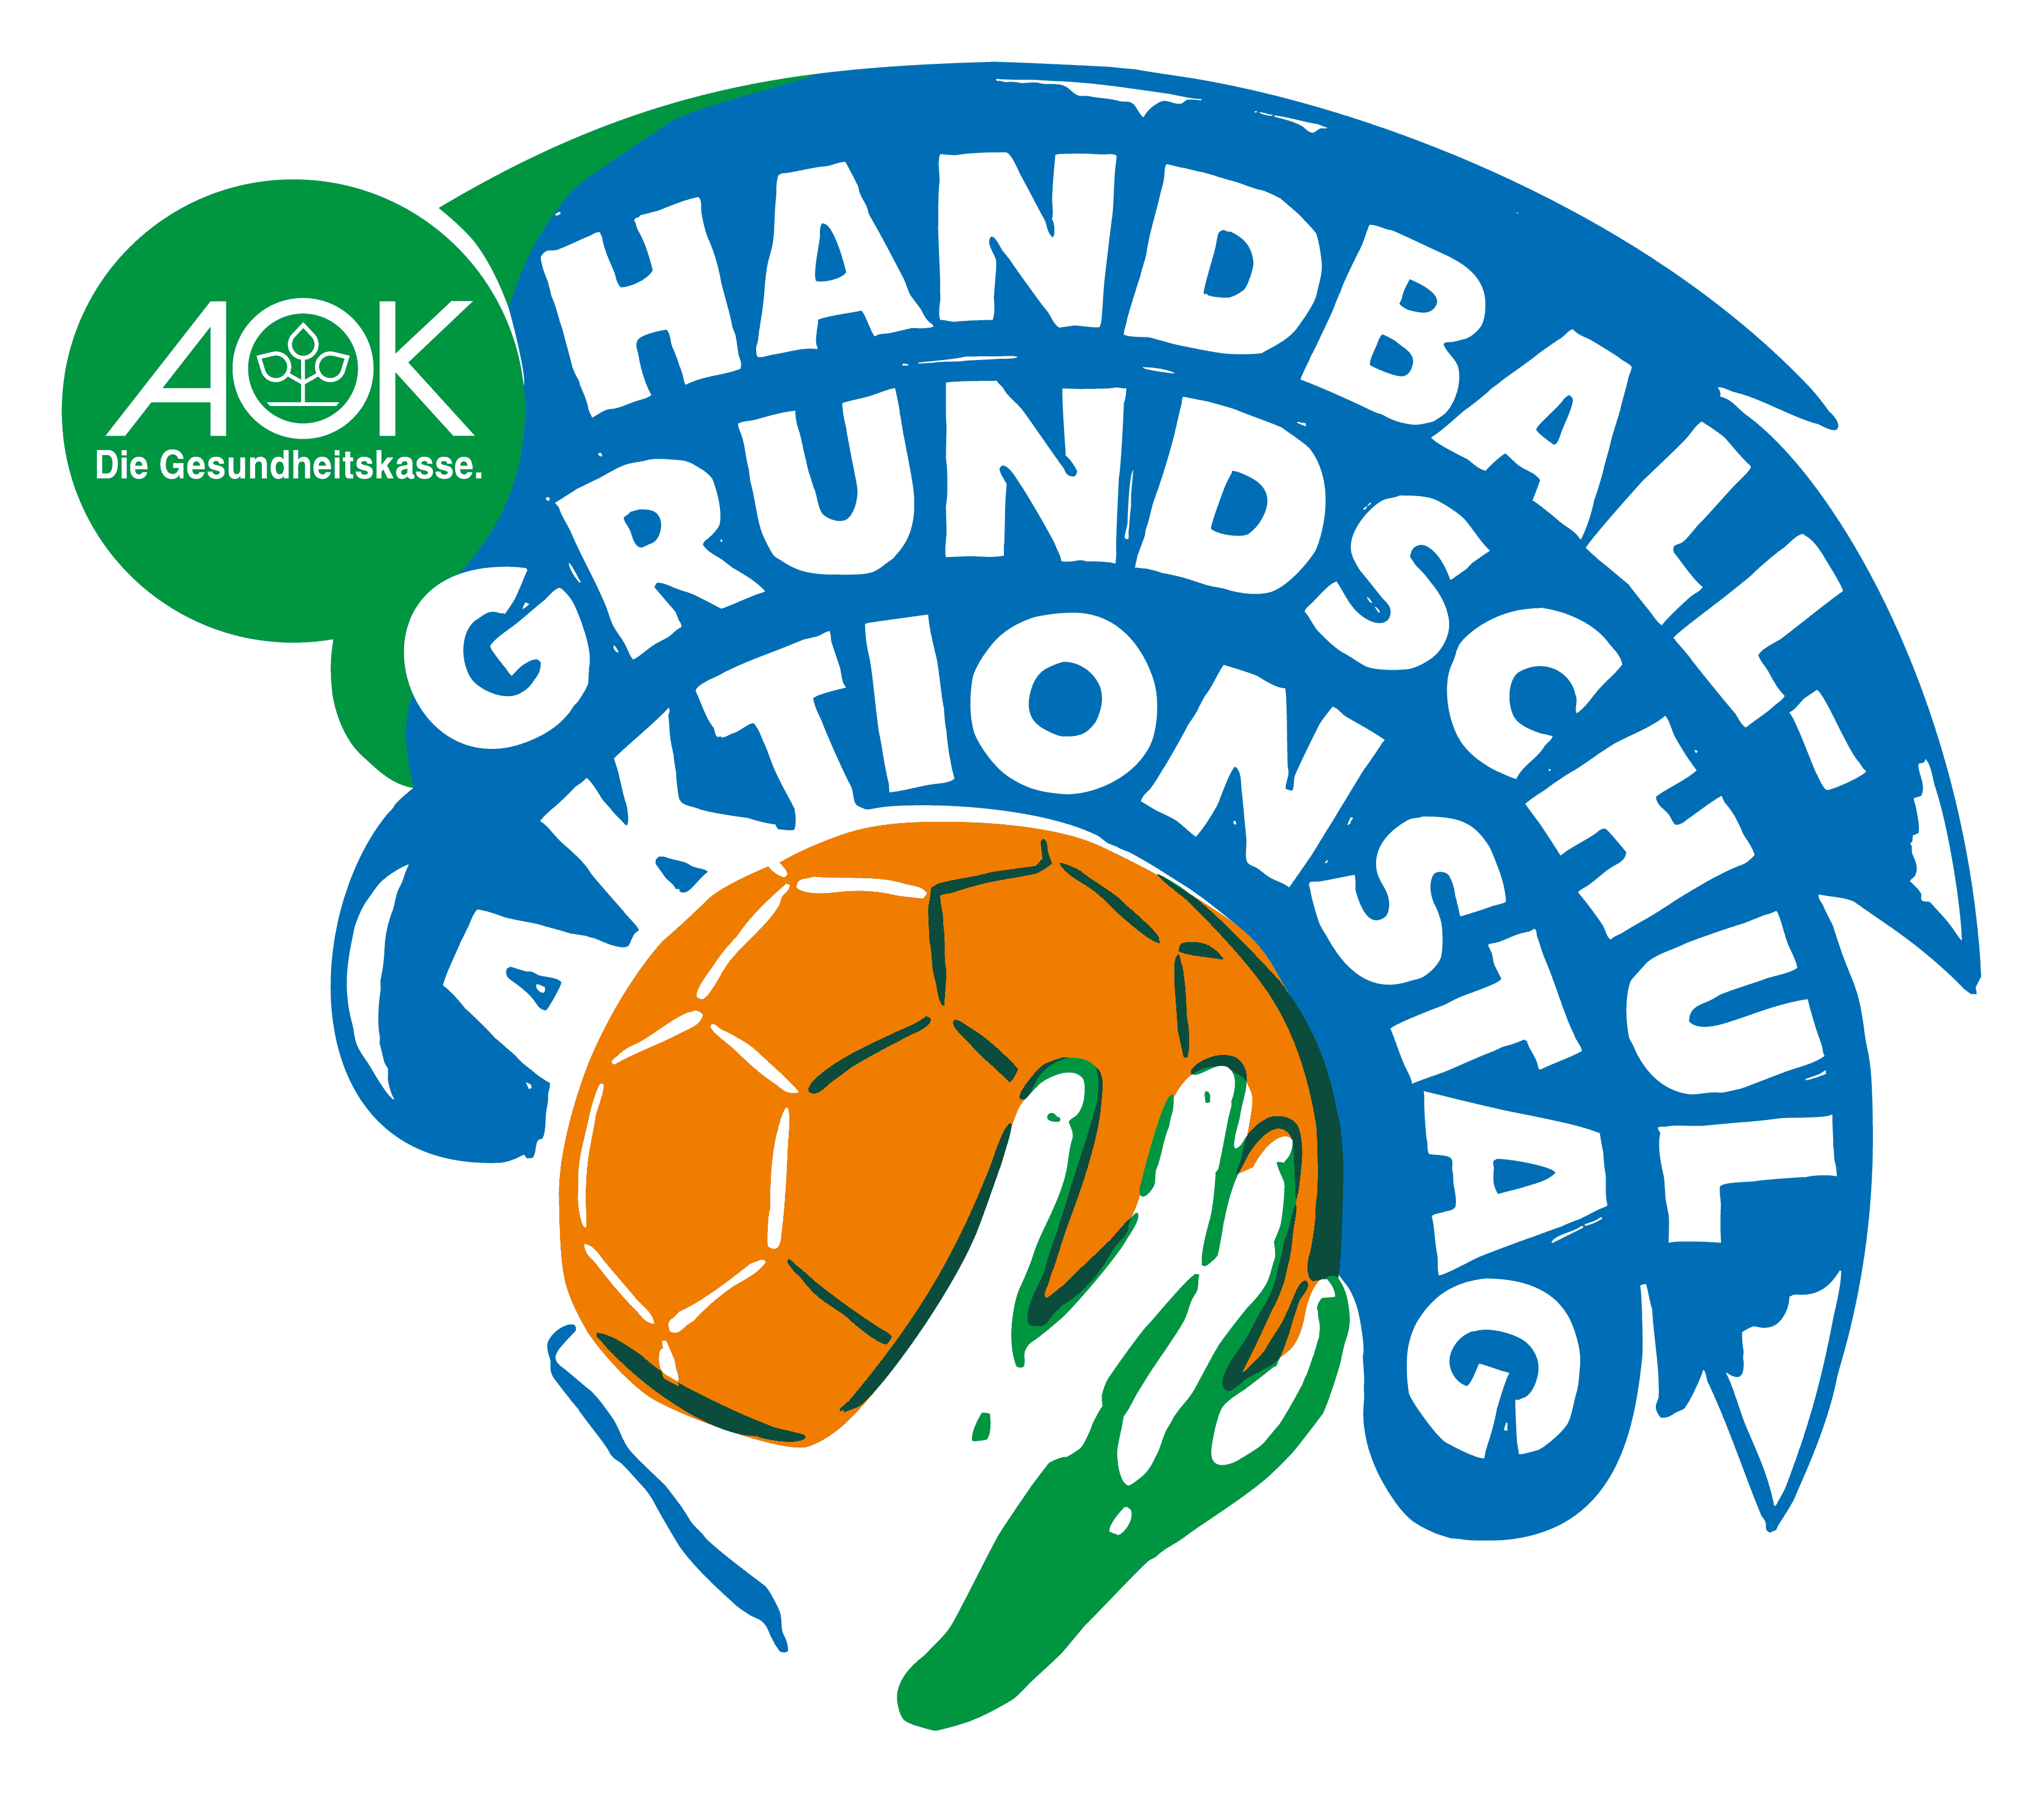 AOK
Die Gesundheitskasse.
HANDBALL-
GRUNDSCHUL
AKTIONSTAG